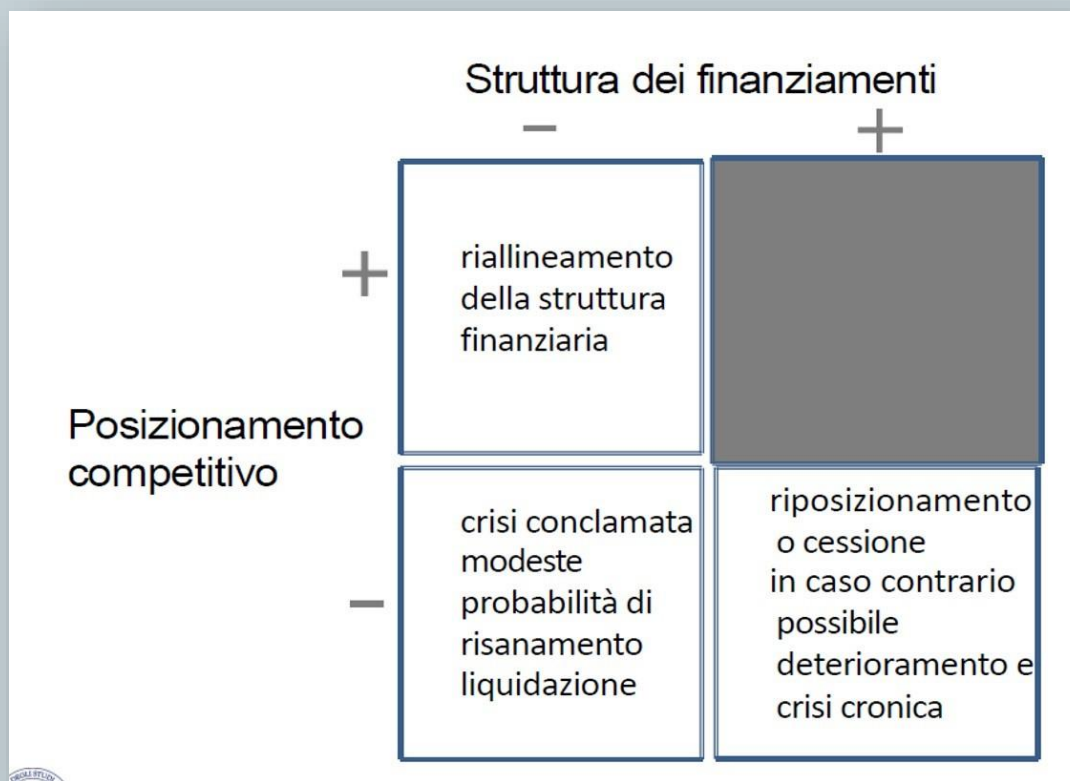 Struttura dei finanziamenti
− +
+
riallineamento
della struttura
finanziaria
Posizionamento
competitivo
−
crisi conclamata
modeste
probabilità di
risanamento
liquidazione
riposizionamento
o cessione
in caso contrario
possibile
deterioramento e
crisi cronica